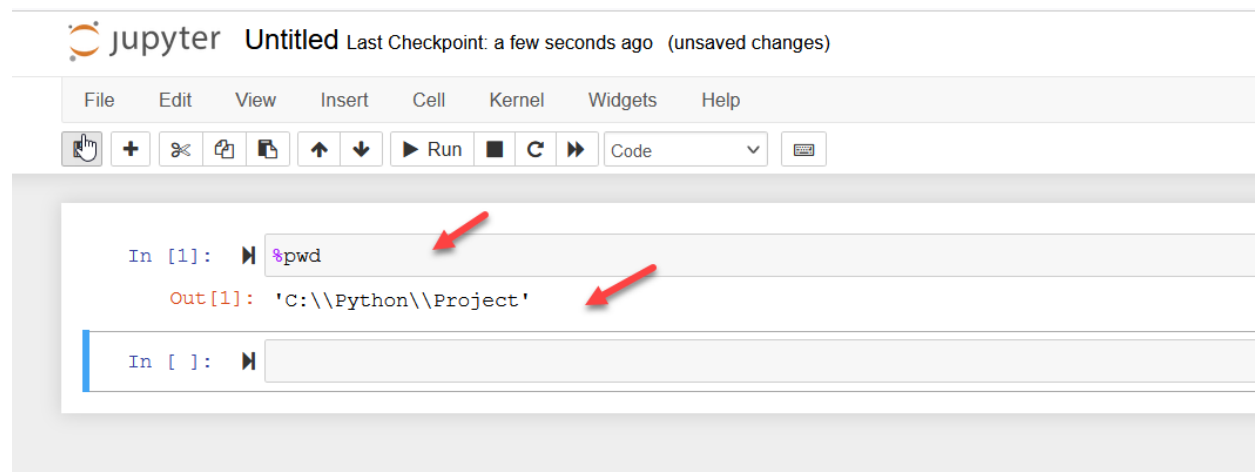 jupyter Untitled Last Checkpoint: a few seconds ago (unsaved changes)
File Edit View Insert Cell Kernel Widgets Help
Run Code
In [1]: %pwd
Out[1]: 'C:\\Python\\Project'
In [ ]: